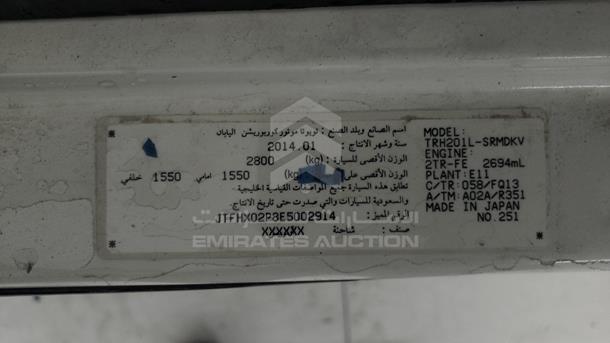 اسم الصانع وبلد الصنع : تويوتا موتور كوربوريشن اليابان
سنة وشهر الانتاج : 2014.01
الوزن الأقصى للسيارة : (kg) 2800
الوزن الأقصى على (kg) 1550 امامي 1550 خلفي
تطابق هذه السيارة جميع المواصفات القياسية الخليجية
والسعودية للسيارات والتي صدرت حتى تاريخ الانتاج
الرقم المميز : JTFHX02P3E5002914
صنف : شاحنة XXXXXX
MODEL:
TRH201L-SRMDKV
ENGINE:
2TR-FE 2694mL
PLANT:E11
C/TR:058/FQ13
A/TM:A02A/R351
MADE IN JAPAN
NO.251
الإمارات للمزادات
EMIRATES AUCTION